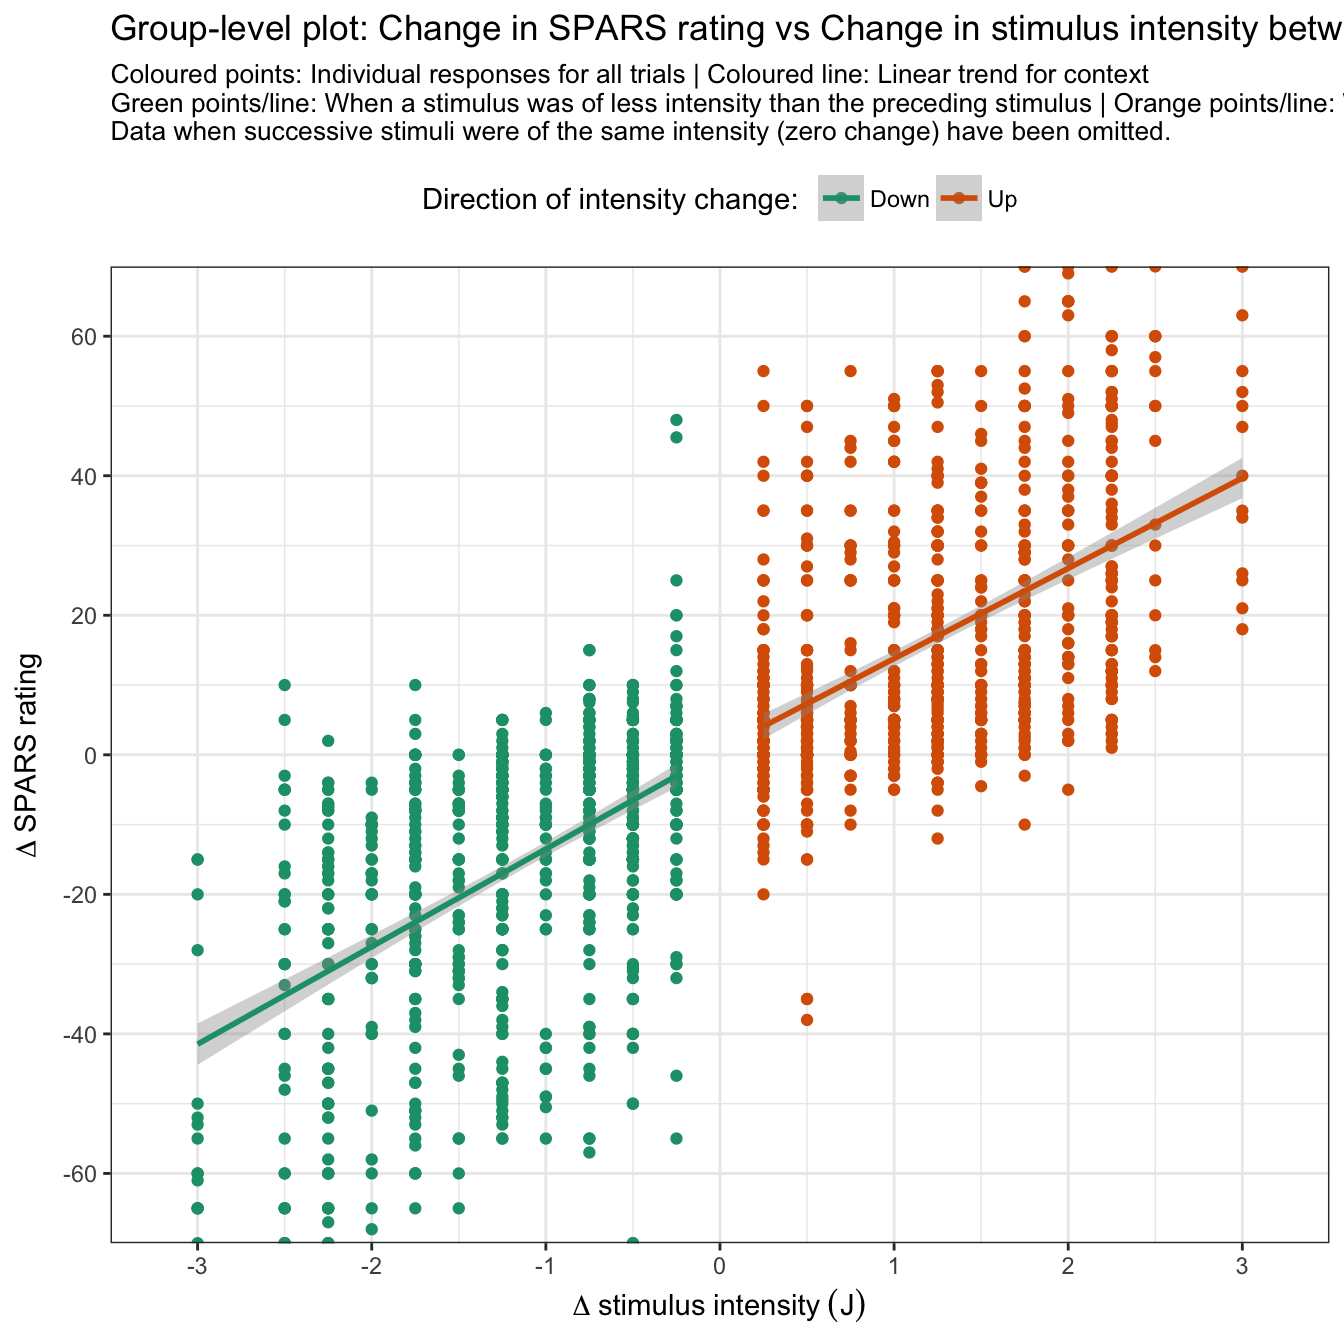 Group-level plot: Change in SPARS rating vs Change in stimulus intensity betw
Coloured points: Individual responses for all trials | Coloured line: Linear trend for context
Green points/line: When a stimulus was of less intensity than the preceding stimulus | Orange points/line:
Data when successive stimuli were of the same intensity (zero change) have been omitted.
Direction of intensity change: Down Up
60
40
20
0
-20
-40
-60
Δ SPARS rating
-3 -2 -1 0 1 2 3
Δ stimulus intensity (J)